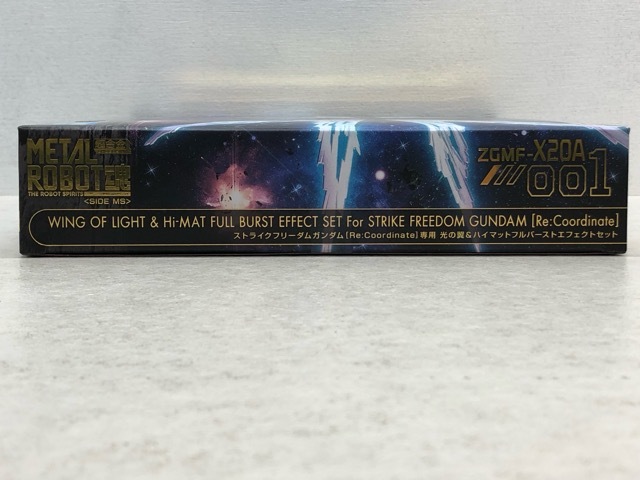 METAL
ROBOT魂
THE ROBOT SPIRITS
<SIDE MS>
ZGMF-X20A
001
WING OF LIGHT & Hi-MAT FULL BURST EFFECT SET For STRIKE FREEDOM GUNDAM [Re:Coordinate]
ストライクフリーダムガンダム[Re:Coordinate]専用 光の翼&ハイマットフルバーストエフェクトセット